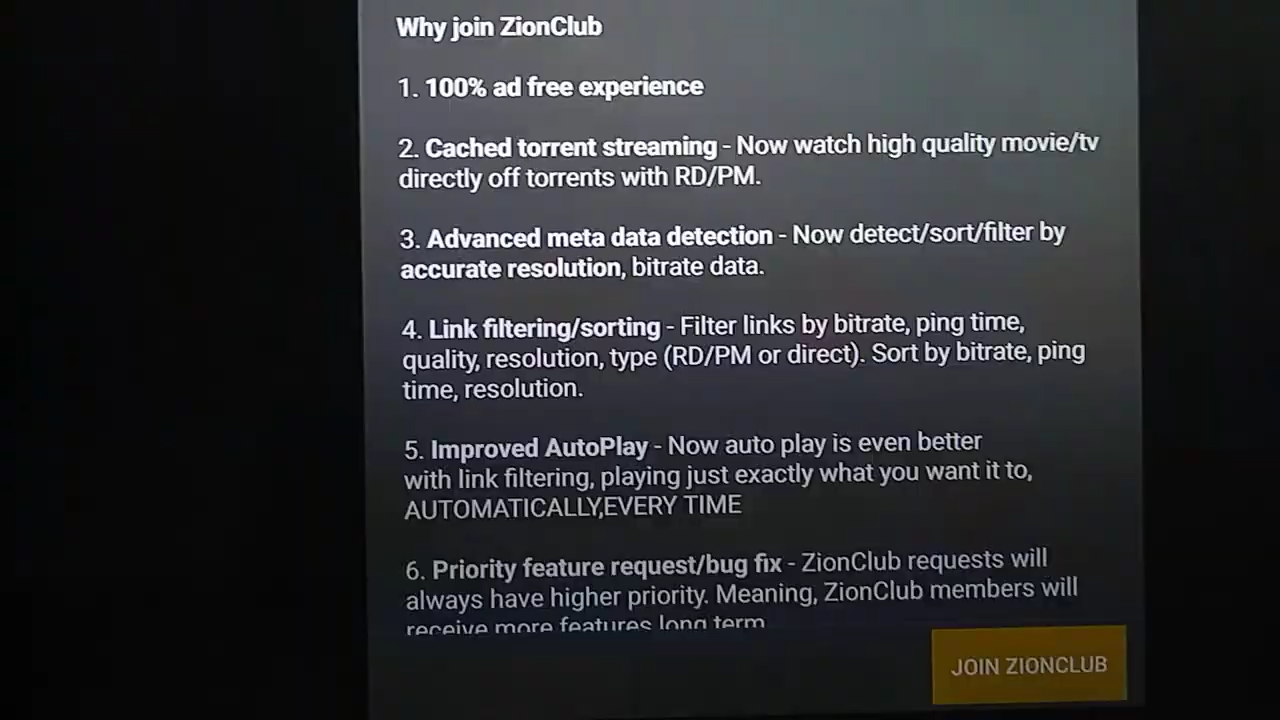 Why join ZionClub
1. 100% ad free experience
2. Cached torrent streaming - Now watch high quality movie/tv
directly off torrents with RD/PM.
3. Advanced meta data detection - Now detect/sort/filter by
accurate resolution, bitrate data.
4. Link filtering/sorting - Filter links by bitrate, ping time,
quality, resolution, type (RD/PM or direct). Sort by bitrate, ping
time, resolution.
5. Improved AutoPlay - Now auto play is even better
with link filtering, playing just exactly what you want it to,
AUTOMATICALLY,EVERY TIME
6. Priority feature request/bug fix - ZionClub requests will
always have higher priority. Meaning, ZionClub members will
receive more features long term
JOIN ZIONCLUB